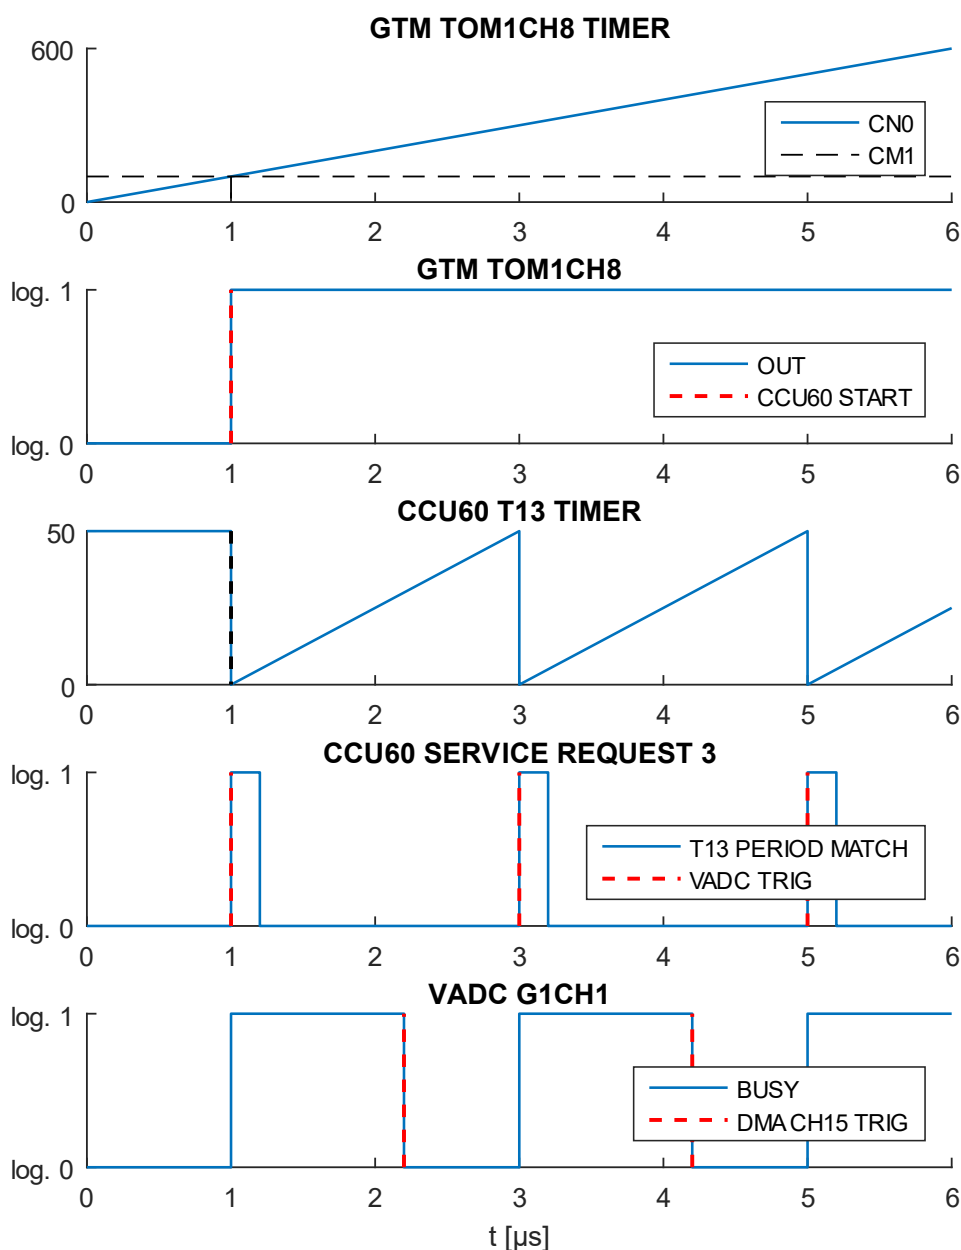 GTM TOM1CH8 TIMER
600
CN0
CM1
0
0 1 2 3 4 5 6
GTM TOM1CH8
log. 1
OUT
CCU60 START
log. 0
0 1 2 3 4 5 6
CCU60 T13 TIMER
50
0
0 1 2 3 4 5 6
CCU60 SERVICE REQUEST 3
log. 1
T13 PERIOD MATCH
VADC TRIG
log. 0
0 1 2 3 4 5 6
VADC G1CH1
log. 1
BUSY
DMA CH15 TRIG
log. 0
0 1 2 3 4 5 6
t [µs]